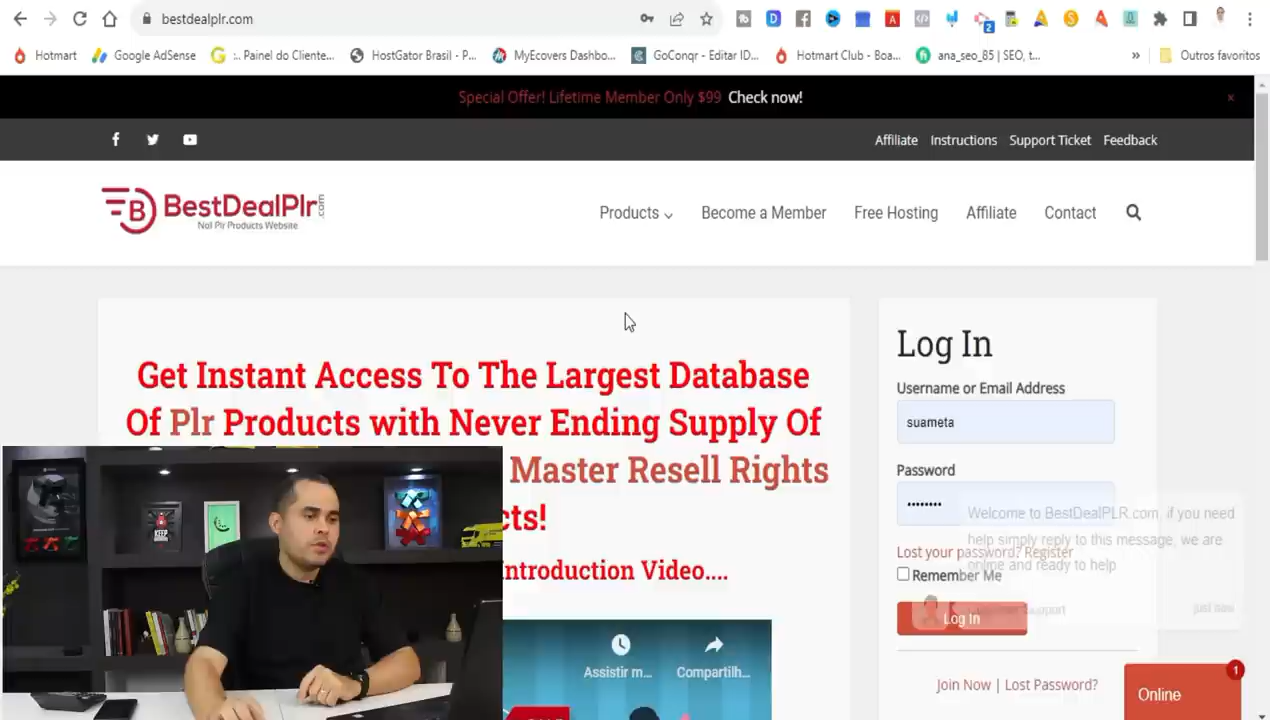 bestdealplr.com
2
Hotmart
Google AdSense
:. Painel do Cliente...
HostGator Brasil - P...
MyEcovers Dashbo...
GoConqr - Editar ID...
Hotmart Club - Boa...
ana_seo_85 | SEO, t...
»
Outros favoritos
Special Offer! Lifetime Member Only $99 Check now!
x
Affiliate Instructions Support Ticket Feedback
BestDealPlr.com
No1 Plr Products Website
Products Become a Member Free Hosting Affiliate Contact
Get Instant Access To The Largest Database
Of Plr Products with Never Ending Supply Of
Master Resell Rights
cts!
Introduction Video....
Assistir m...
Compartilh...
Log In
Username or Email Address
suameta
Password
••••••••
Welcome to BestDealPLR.com, if you need
help simply reply to this message, we are
online and ready to help
Lost your password? Register
Remember Me
Support
just now
Log In
Join Now | Lost Password?
Online
1
KEEP